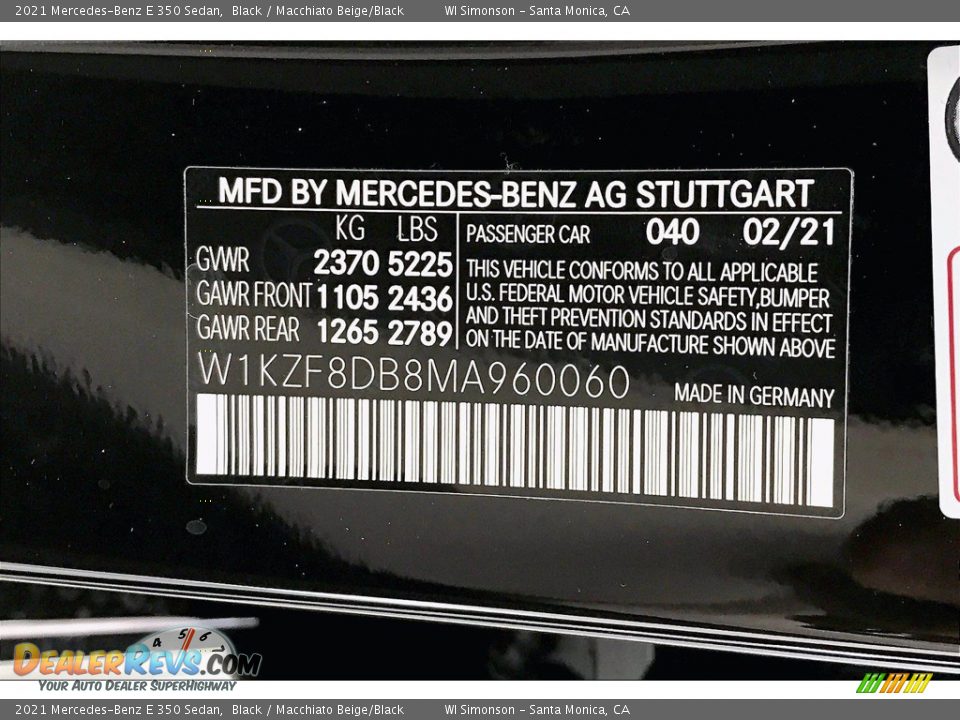 2021 Mercedes-Benz E 350 Sedan, Black / Macchiato Beige/Black WI Simonson - Santa Monica, CA
MFD BY MERCEDES-BENZ AG STUTTGART
KG LBS
GVWR 2370 5225
GAWR FRONT 1105 2436
GAWR REAR 1265 2789
PASSENGER CAR 040 02/21
THIS VEHICLE CONFORMS TO ALL APPLICABLE
U.S. FEDERAL MOTOR VEHICLE SAFETY,BUMPER
AND THEFT PREVENTION STANDARDS IN EFFECT
ON THE DATE OF MANUFACTURE SHOWN ABOVE
W1KZF8DB8MA960060
MADE IN GERMANY
4 5 6
DEALERREVS.COM
YOUR AUTO DEALER SUPERHIGHWAY
2021 Mercedes-Benz E 350 Sedan, Black / Macchiato Beige/Black WI Simonson - Santa Monica, CA